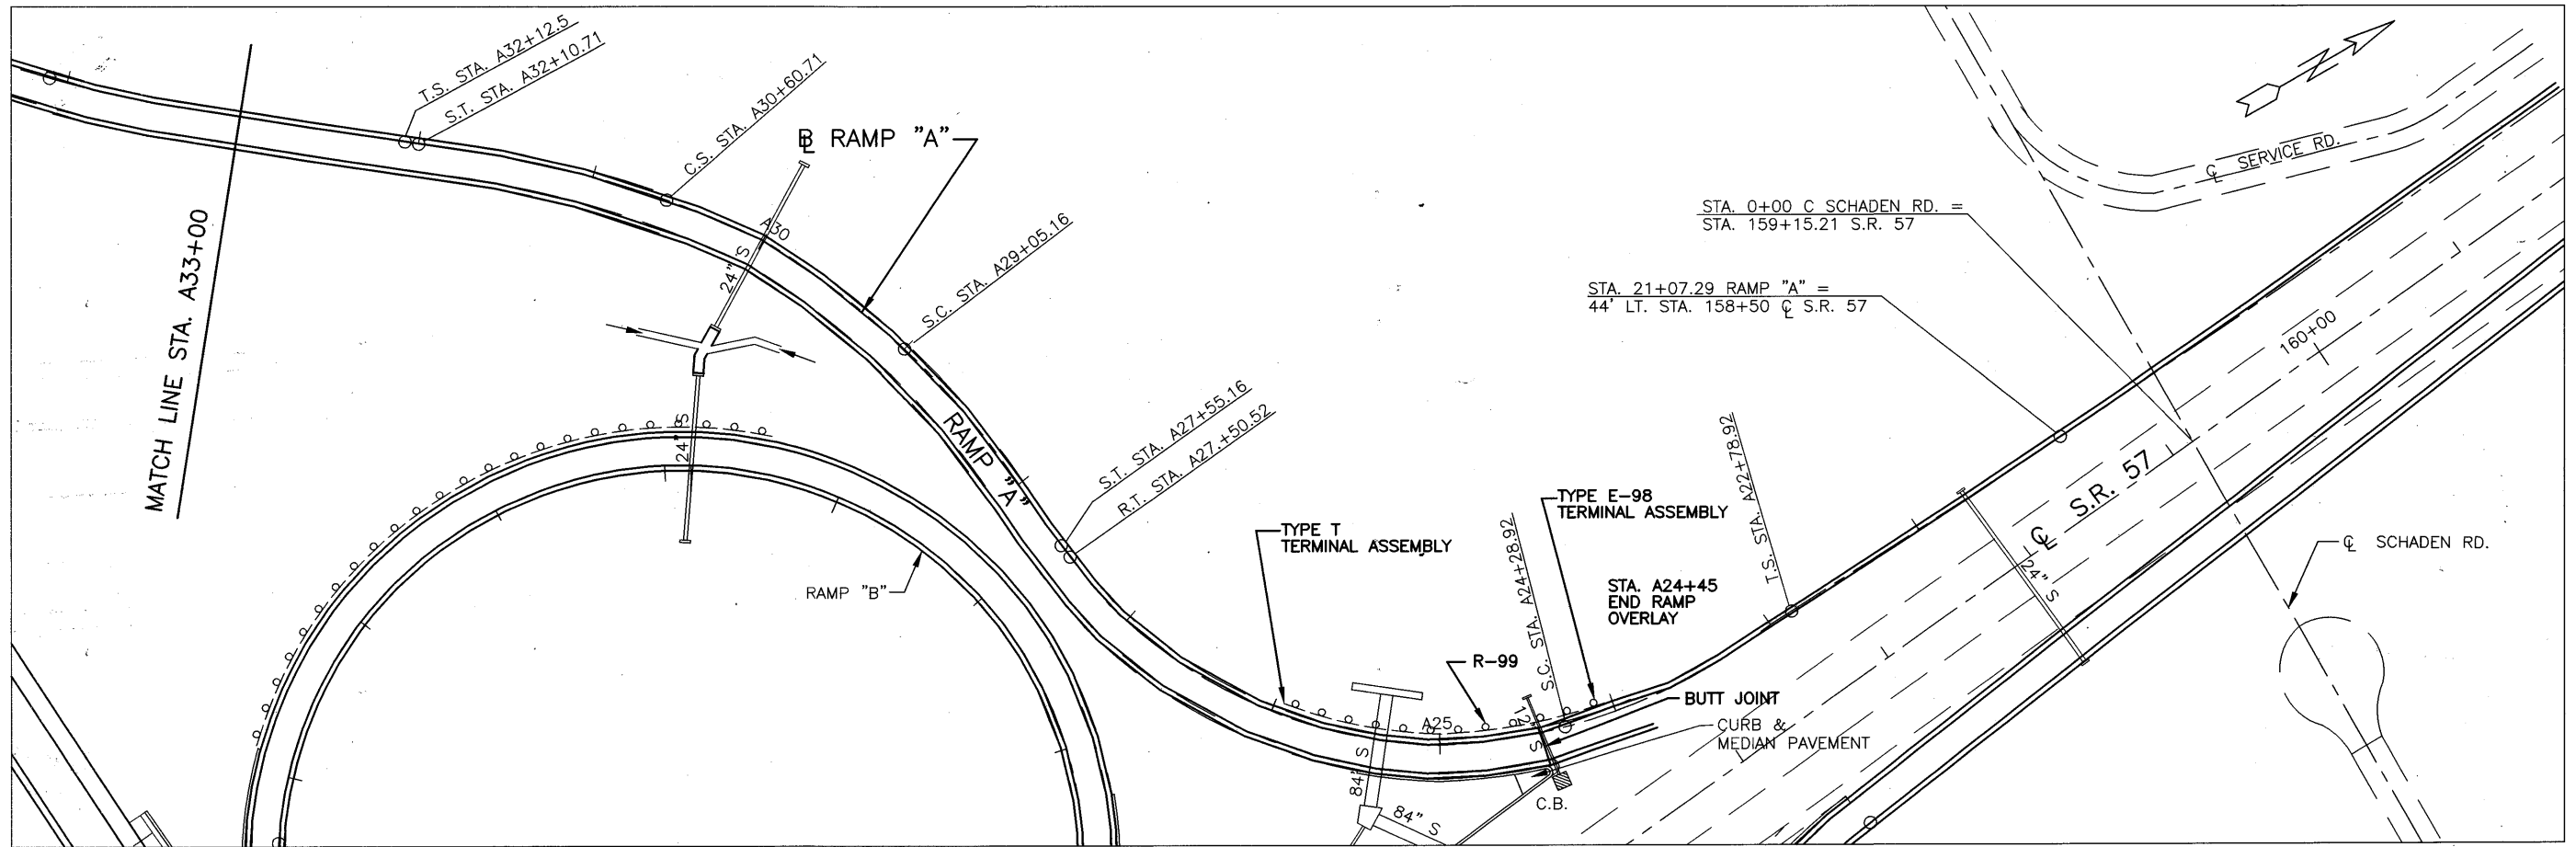 T.S. STA. A32+12.5
S.T. STA. A32+10.71
C.S. STA. A30+60.71
℄ SERVICE RD.
B̲L RAMP "A"
A30
24" S
S.C. STA. A29+05.16
STA. 0+00 C SCHADEN RD. =
STA. 159+15.21 S.R. 57
STA. 21+07.29 RAMP "A" =
44' LT. STA. 158+50 ℄ S.R. 57
160+00
MATCH LINE STA. A33+00
24" S
RAMP "A"
S.T. STA. A27+55.16
R.T. STA. A27.+50.52
T.S. STA. A22+78.92
℄ S.R. 57
TYPE E-98
TERMINAL ASSEMBLY
TYPE T
TERMINAL ASSEMBLY
S.C. STA. A24+28.92
℄ SCHADEN RD.
24" S
RAMP "B"
STA. A24+45
END RAMP
OVERLAY
R-99
BUTT JOINT
A25
12" S
CURB &
MEDIAN PAVEMENT
84" S
C.B.
84" S